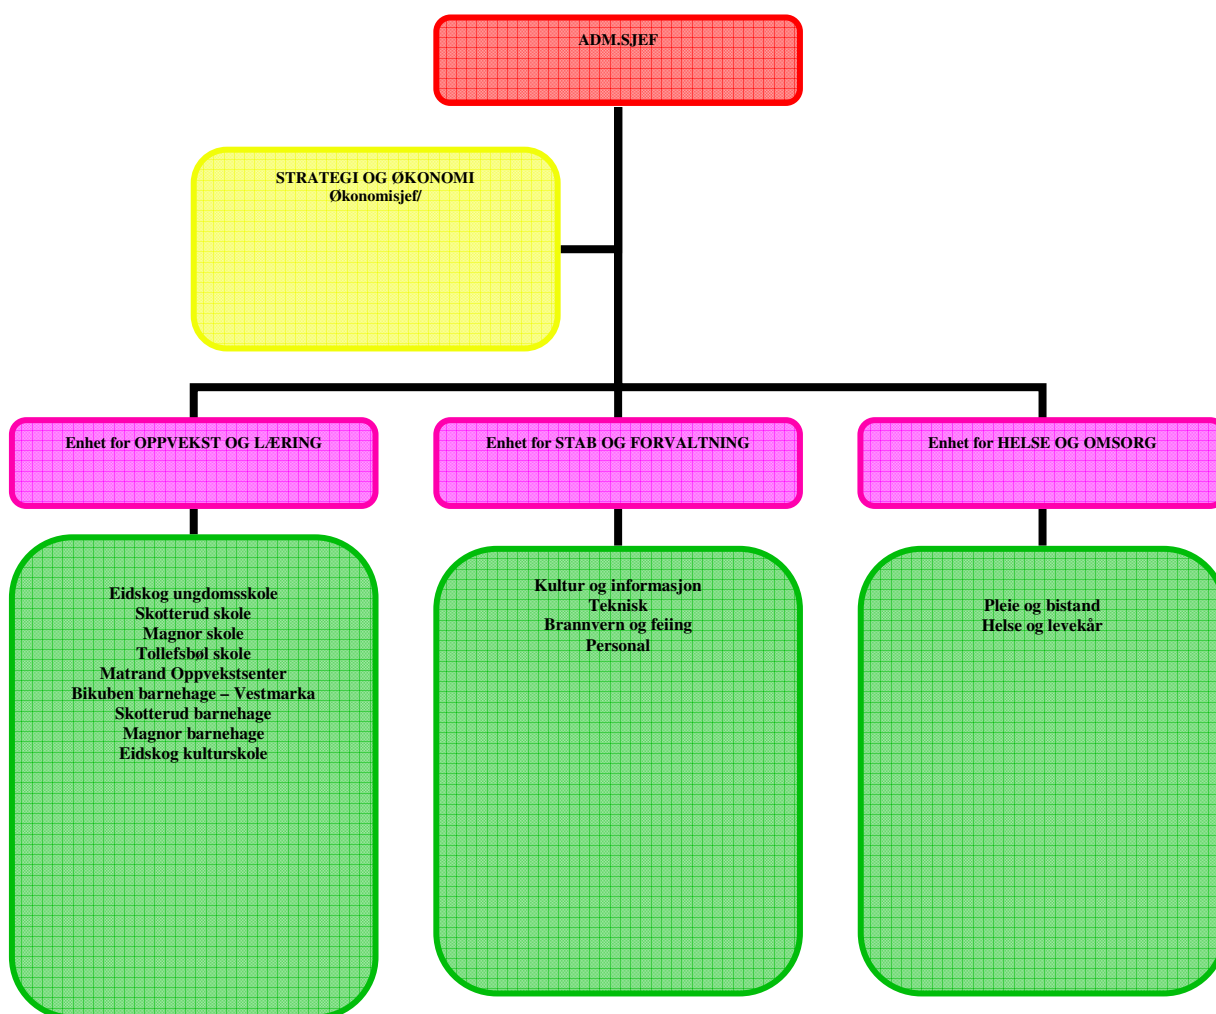 ADM.SJEF
STRATEGI OG ØKONOMI
Økonomisjef/
Enhet for OPPVEKST OG LÆRING
Enhet for STAB OG FORVALTNING
Enhet for HELSE OG OMSORG
Eidskog ungdomsskole
Skotterud skole
Magnor skole
Tollefsbøl skole
Matrand Oppvekstsenter
Bikuben barnehage – Vestmarka
Skotterud barnehage
Magnor barnehage
Eidskog kulturskole
Kultur og informasjon
Teknisk
Brannvern og feiing
Personal
Pleie og bistand
Helse og levekår